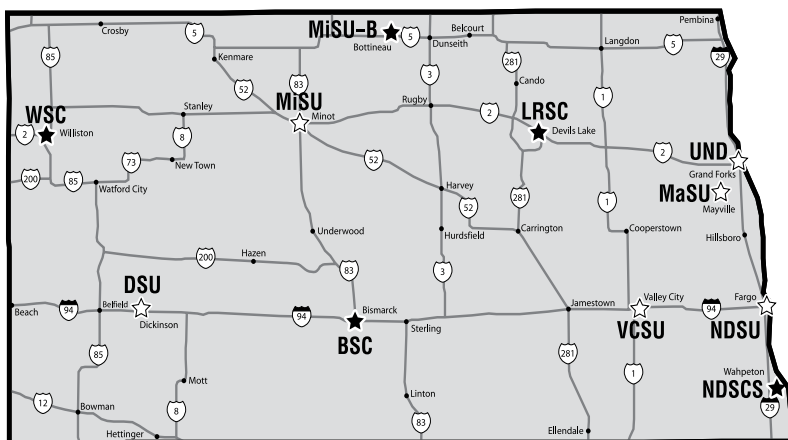 Pembina
MiSU-B
Belcourt
Crosby
5
Bottineau
5
Dunseith
Langdon
5
Kenmare
85
83
281
29
52
3
Cando
1
Stanley
MiSU
Rugby
2
LRSC
WSC
Minot
2
Williston
8
Devils Lake
2
UND
73
New Town
52
Grand Forks
200
85
MaSU
Watford City
Harvey
281
1
Mayville
52
Underwood
Hurdsfield
Carrington
Cooperstown
Hillsboro
200
Hazen
83
3
DSU
94
Belfield
Bismarck
Jamestown
Valley City
94
Fargo
Beach
Dickinson
94
Sterling
VCSU
NDSU
BSC
85
281
Wahpeton
1
Mott
NDSCS
12
Linton
Bowman
8
29
83
Ellendale
Hettinger